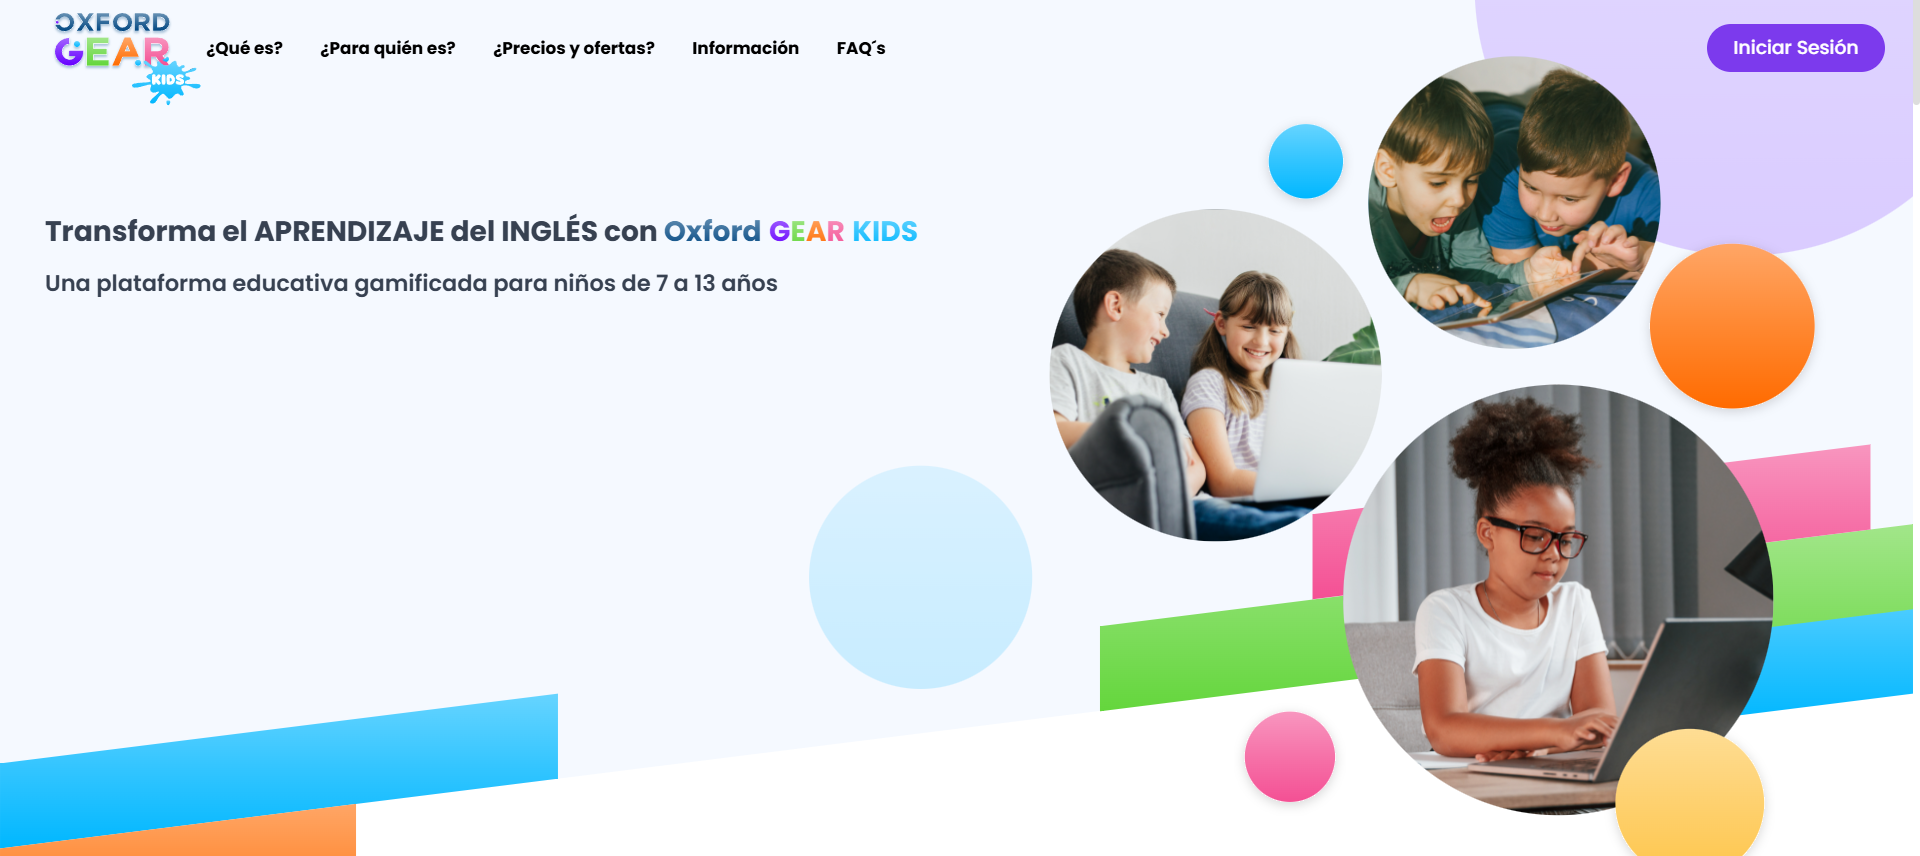 OXFORD
GEAR
KIDS
¿Qué es?
¿Para quién es?
¿Precios y ofertas?
Información
FAQ´s
Iniciar Sesión
Transforma el APRENDIZAJE del INGLÉS con Oxford GEAR KIDS
Una plataforma educativa gamificada para niños de 7 a 13 años